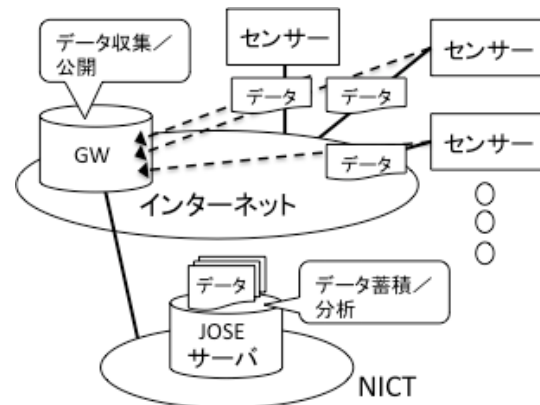 データ収集／
公開
センサー
センサー
データ
データ
GW
センサー
データ
インターネット
データ
データ蓄積／
分析
JOSE
サーバ
NICT